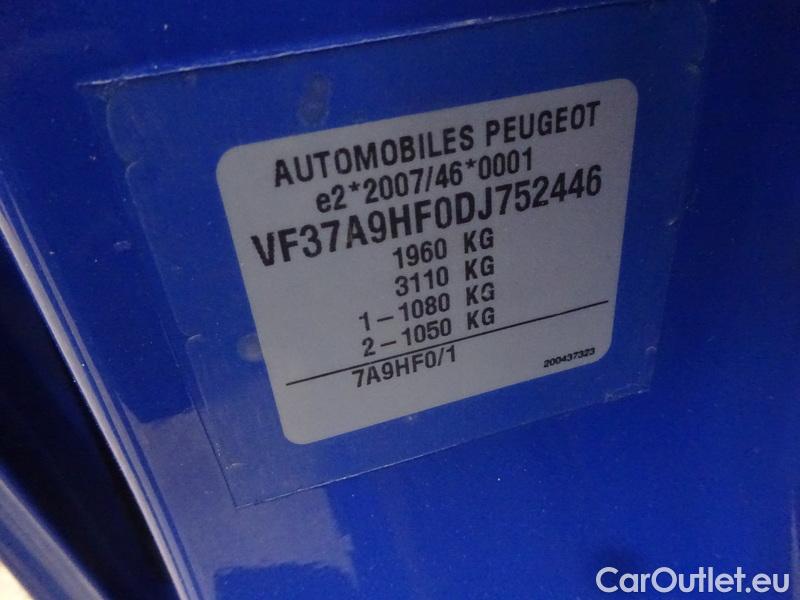 AUTOMOBILES PEUGEOT
e2*2007/46*0001
VF37A9HF0DJ752446
1960 KG
3110 KG
1-1080 KG
2-1050 KG
7A9HF0/1
200437323
CarOutlet.eu